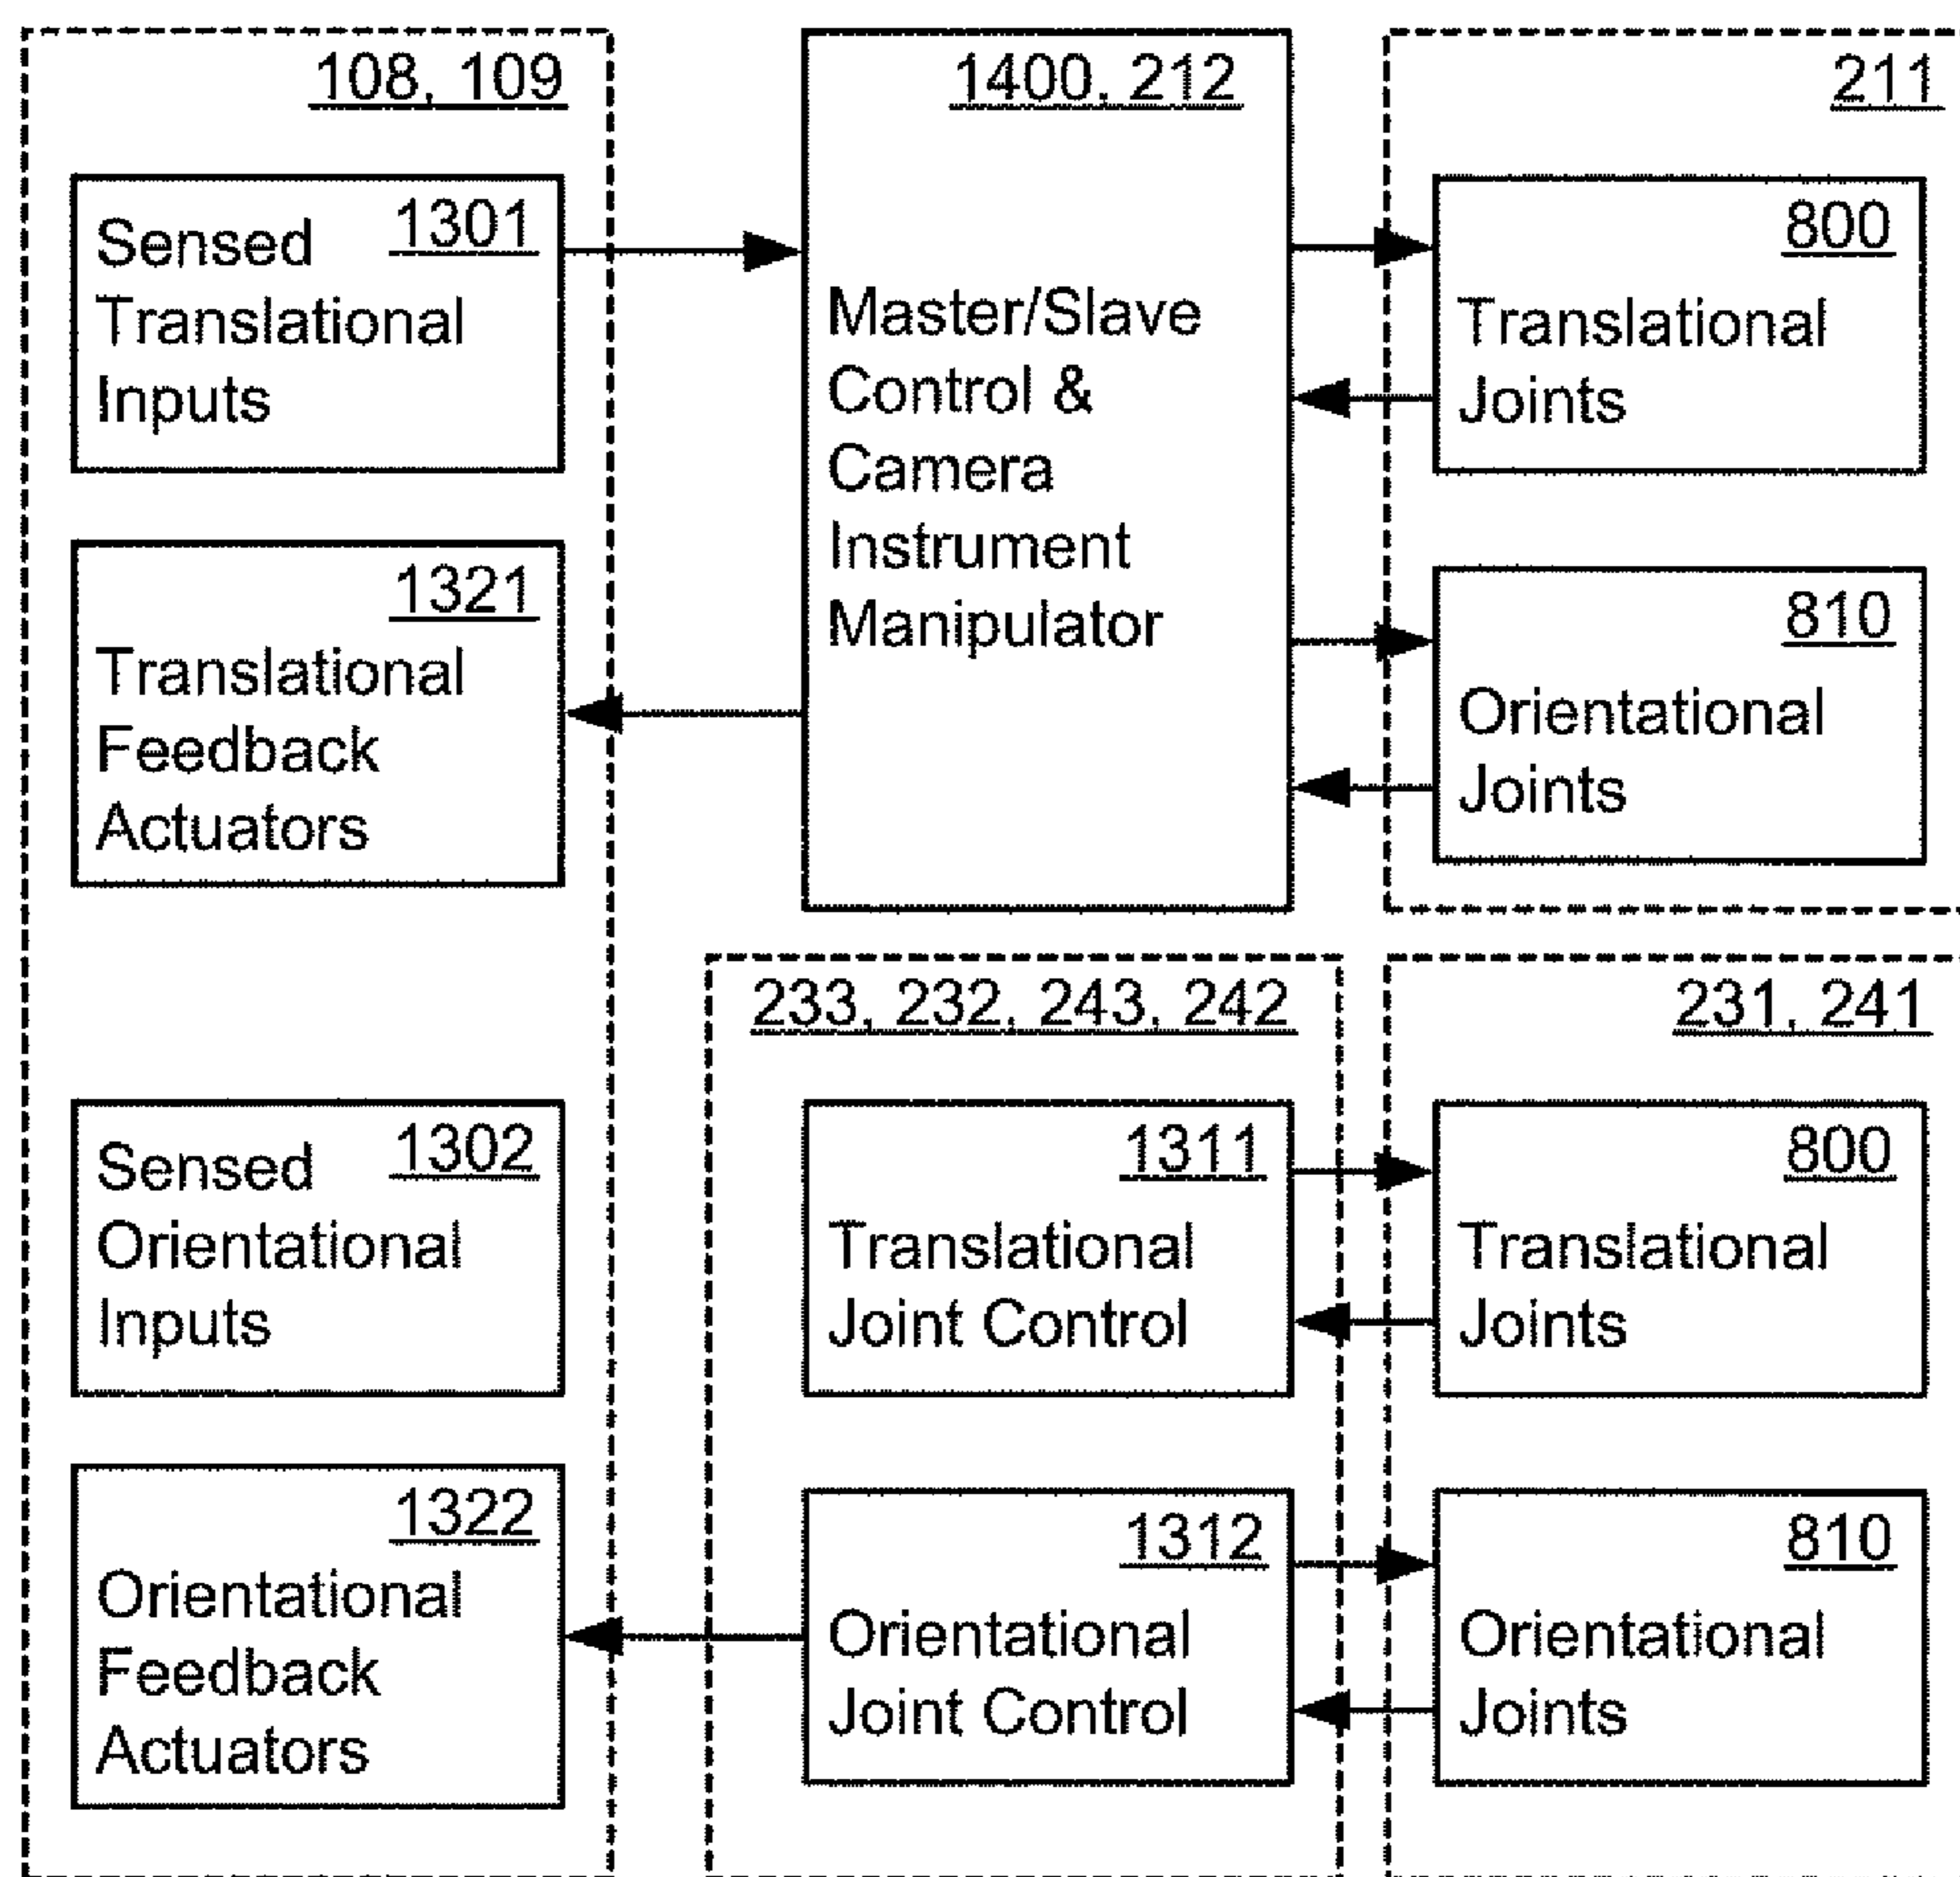 108, 109
1301
Sensed
Translational
Inputs
1321
Translational
Feedback
Actuators
1302
Sensed
Orientational
Inputs
1322
Orientational
Feedback
Actuators
1400, 212
Master/Slave
Control &
Camera
Instrument
Manipulator
233, 232, 243, 242
1311
Translational
Joint Control
1312
Orientational
Joint Control
211
800
Translational
Joints
810
Orientational
Joints
231, 241
800
Translational
Joints
810
Orientational
Joints